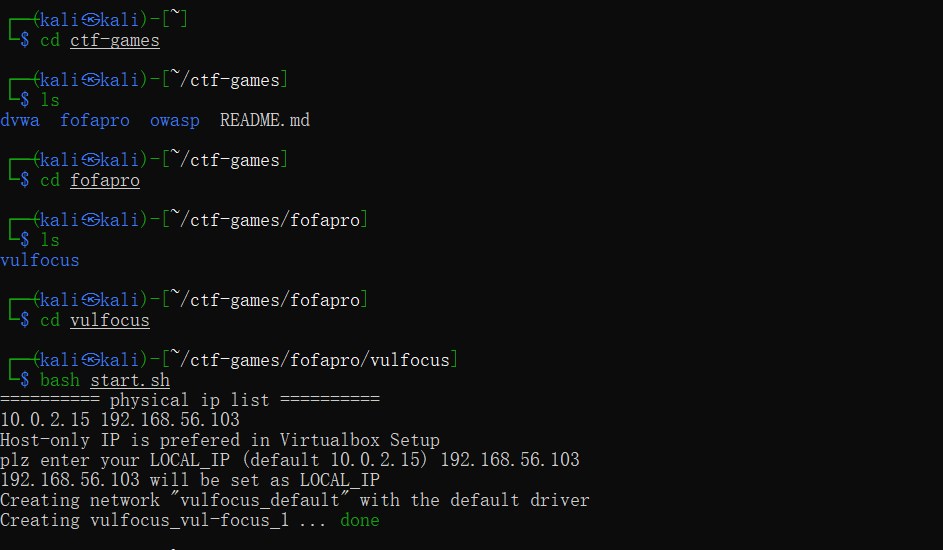 ┌──(kali㉿kali)-[~]
└─$ cd ctf-games
┌──(kali㉿kali)-[~/ctf-games]
└─$ ls
dvwa  fofapro  owasp  README.md
┌──(kali㉿kali)-[~/ctf-games]
└─$ cd fofapro
┌──(kali㉿kali)-[~/ctf-games/fofapro]
└─$ ls
vulfocus
┌──(kali㉿kali)-[~/ctf-games/fofapro]
└─$ cd vulfocus
┌──(kali㉿kali)-[~/ctf-games/fofapro/vulfocus]
└─$ bash start.sh
========== physical ip list ==========
10.0.2.15 192.168.56.103
Host-only IP is prefered in Virtualbox Setup
plz enter your LOCAL_IP (default 10.0.2.15) 192.168.56.103
192.168.56.103 will be set as LOCAL_IP
Creating network "vulfocus_default" with the default driver
Creating vulfocus_vul-focus_1 ... done